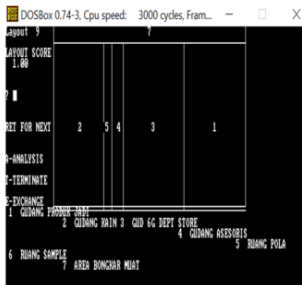 DOSBox 0.74-3, Cpu speed: 3000 cycles, Fram...
Layout 9 7
LAYOUT SCORE
1.00
?
RET FOR NEXT 2 5 4 3 1
A-ANALYSIS
T-TERMINATE
E-EXCHANGE
1 GUDANG PRODUK JADI
2 GUDANG KAIN 3 GUD 6G DEPT STORE
4 GUDANG ASESORIS
5 RUANG POLA
6 RUANG SAMPLE
7 AREA BONGKAR MUAT